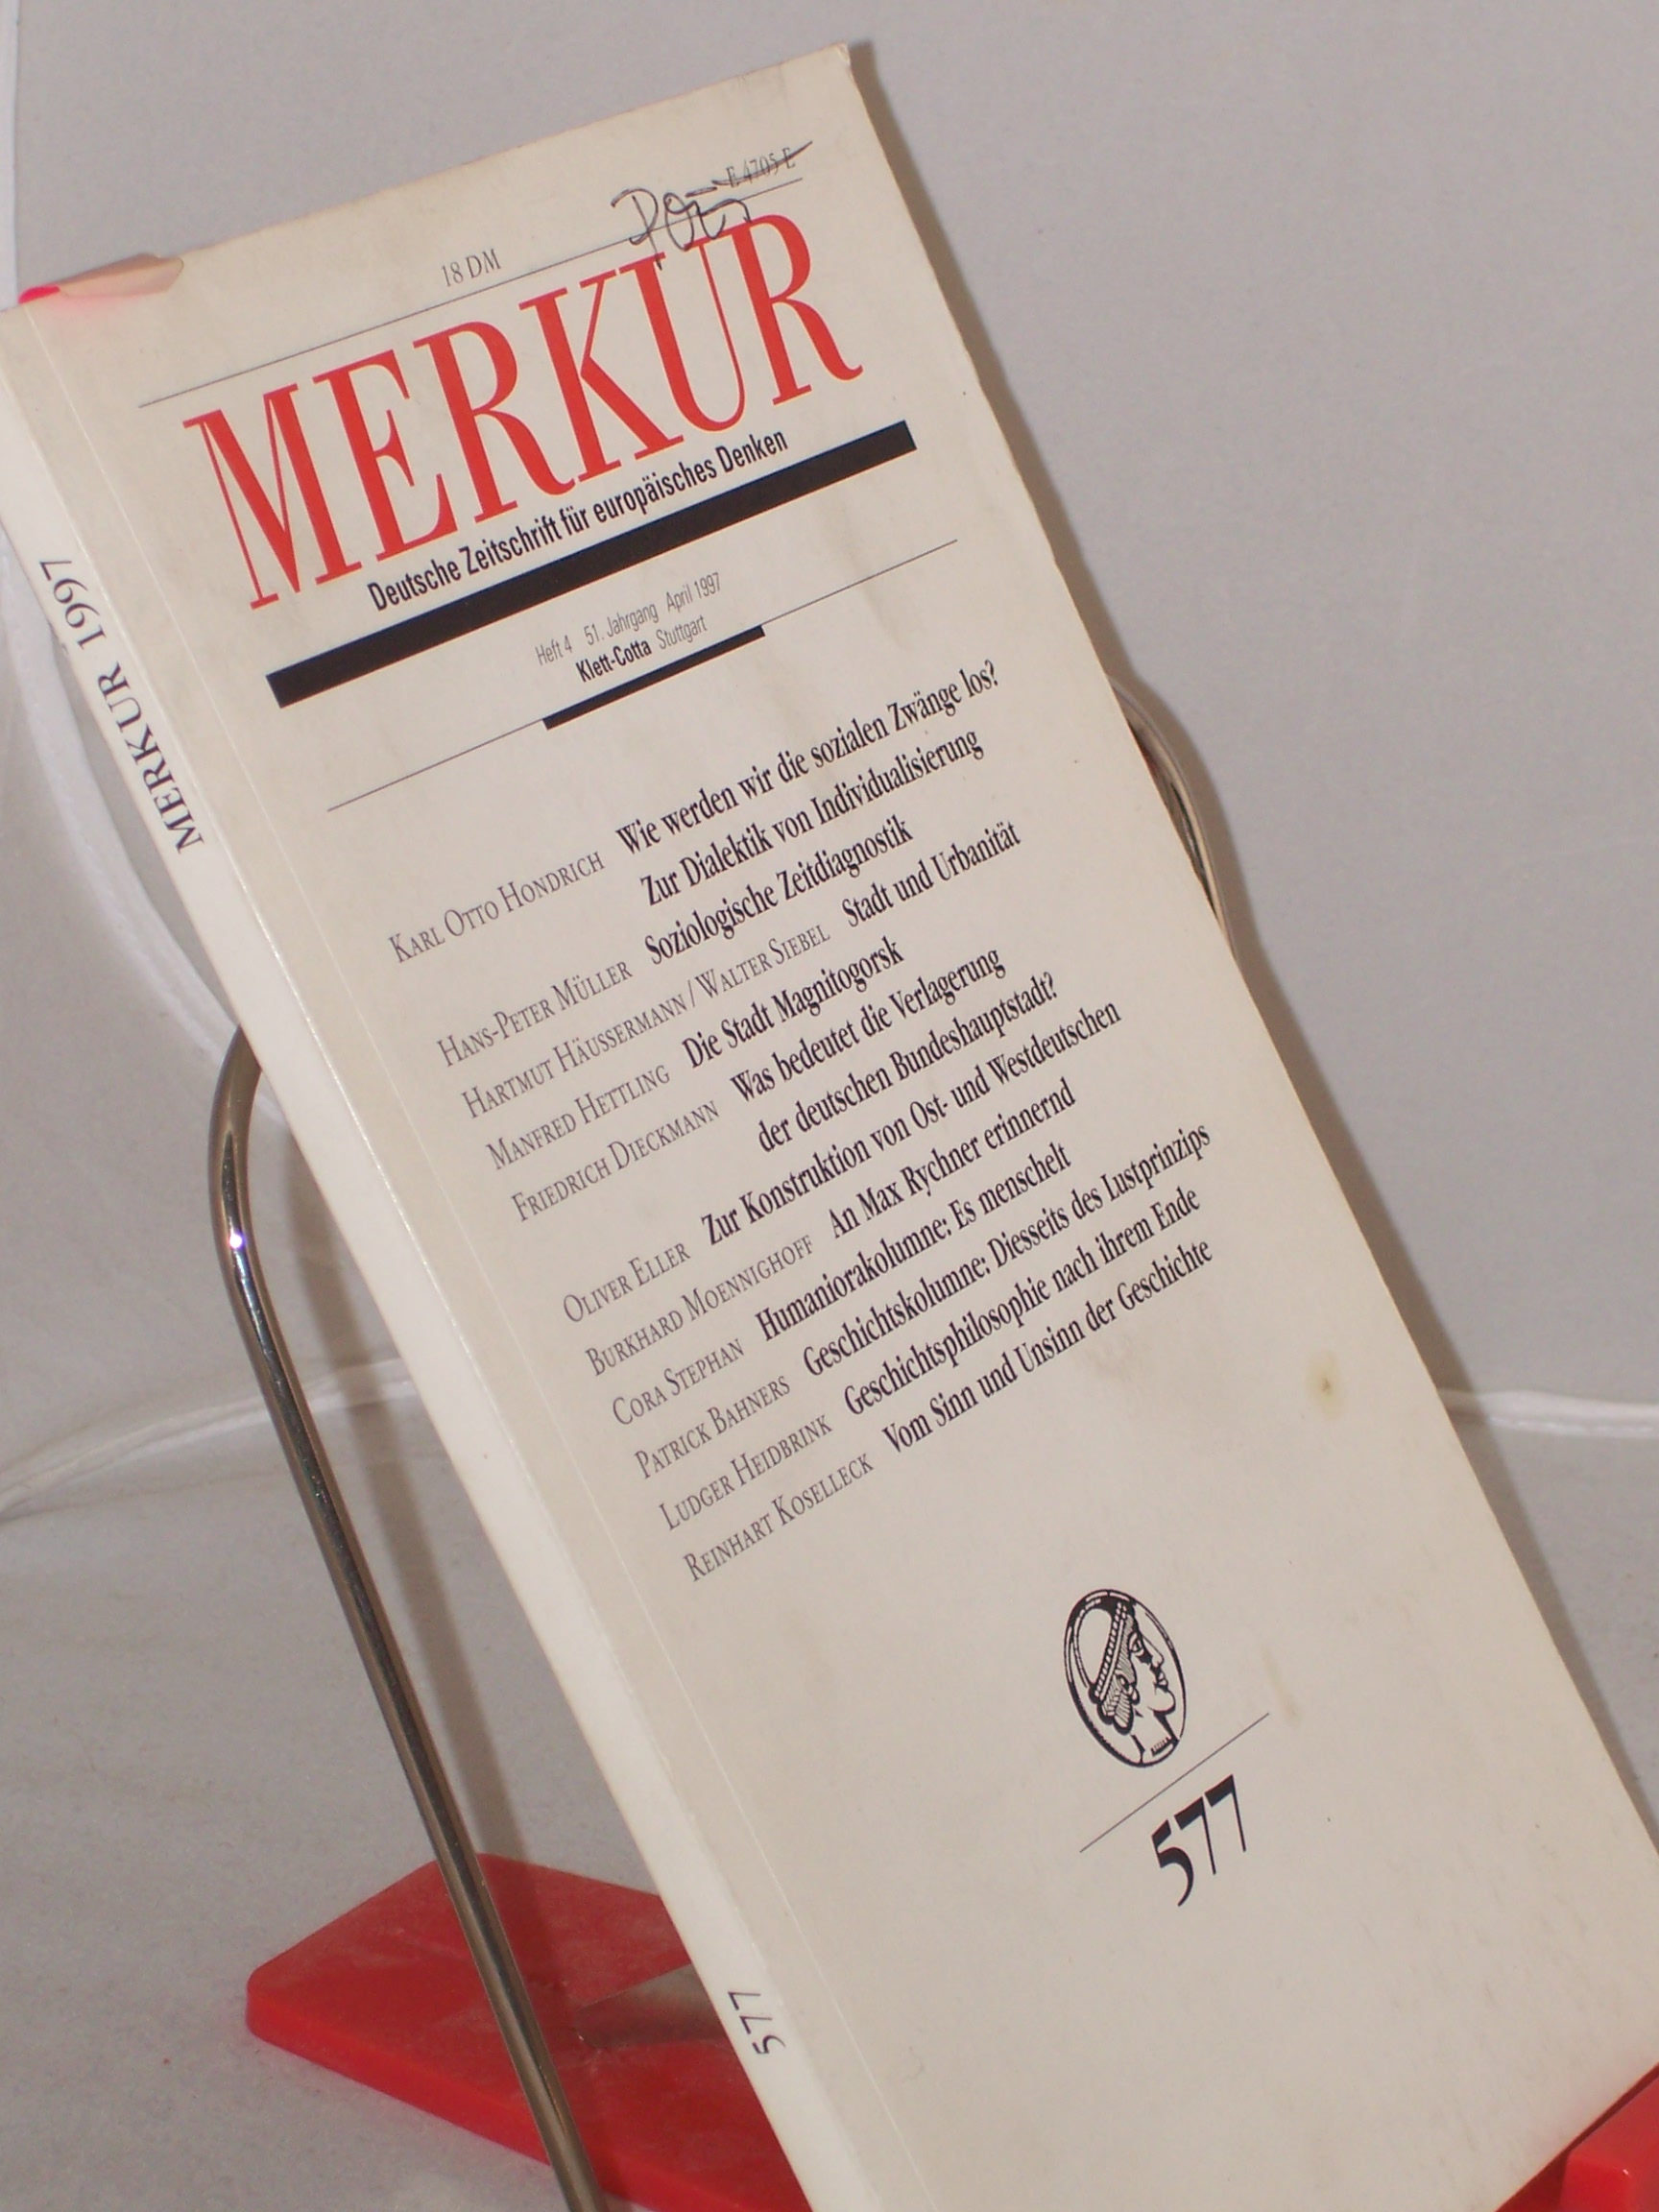 18 DM
E 4705 E
MERKUR
Deutsche Zeitschrift für europäisches Denken
Heft 4 51. Jahrgang April 1997
Klett-Cotta Stuttgart
KARL OTTO HONDRICH Wie werden wir die sozialen Zwänge los?
Zur Dialektik von Individualisierung
HANS-PETER MÜLLER Soziologische Zeitdiagnostik
HARTMUT HÄUSSERMANN / WALTER SIEBEL Stadt und Urbanität
MANFRED HETTLING Die Stadt Magnitogorsk
FRIEDRICH DIECKMANN Was bedeutet die Verlagerung
der deutschen Bundeshauptstadt?
OLIVER ELLER Zur Konstruktion von Ost- und Westdeutschen
BURKHARD MOENNIGHOFF An Max Rychner erinnernd
CORA STEPHAN Humaniorakolumne: Es menschelt
PATRICK BAHNERS Geschichtskolumne: Diesseits des Lustprinzips
LUDGER HEIDBRINK Geschichtsphilosophie nach ihrem Ende
REINHART KOSELLECK Vom Sinn und Unsinn der Geschichte
577
MERKUR 1997
577